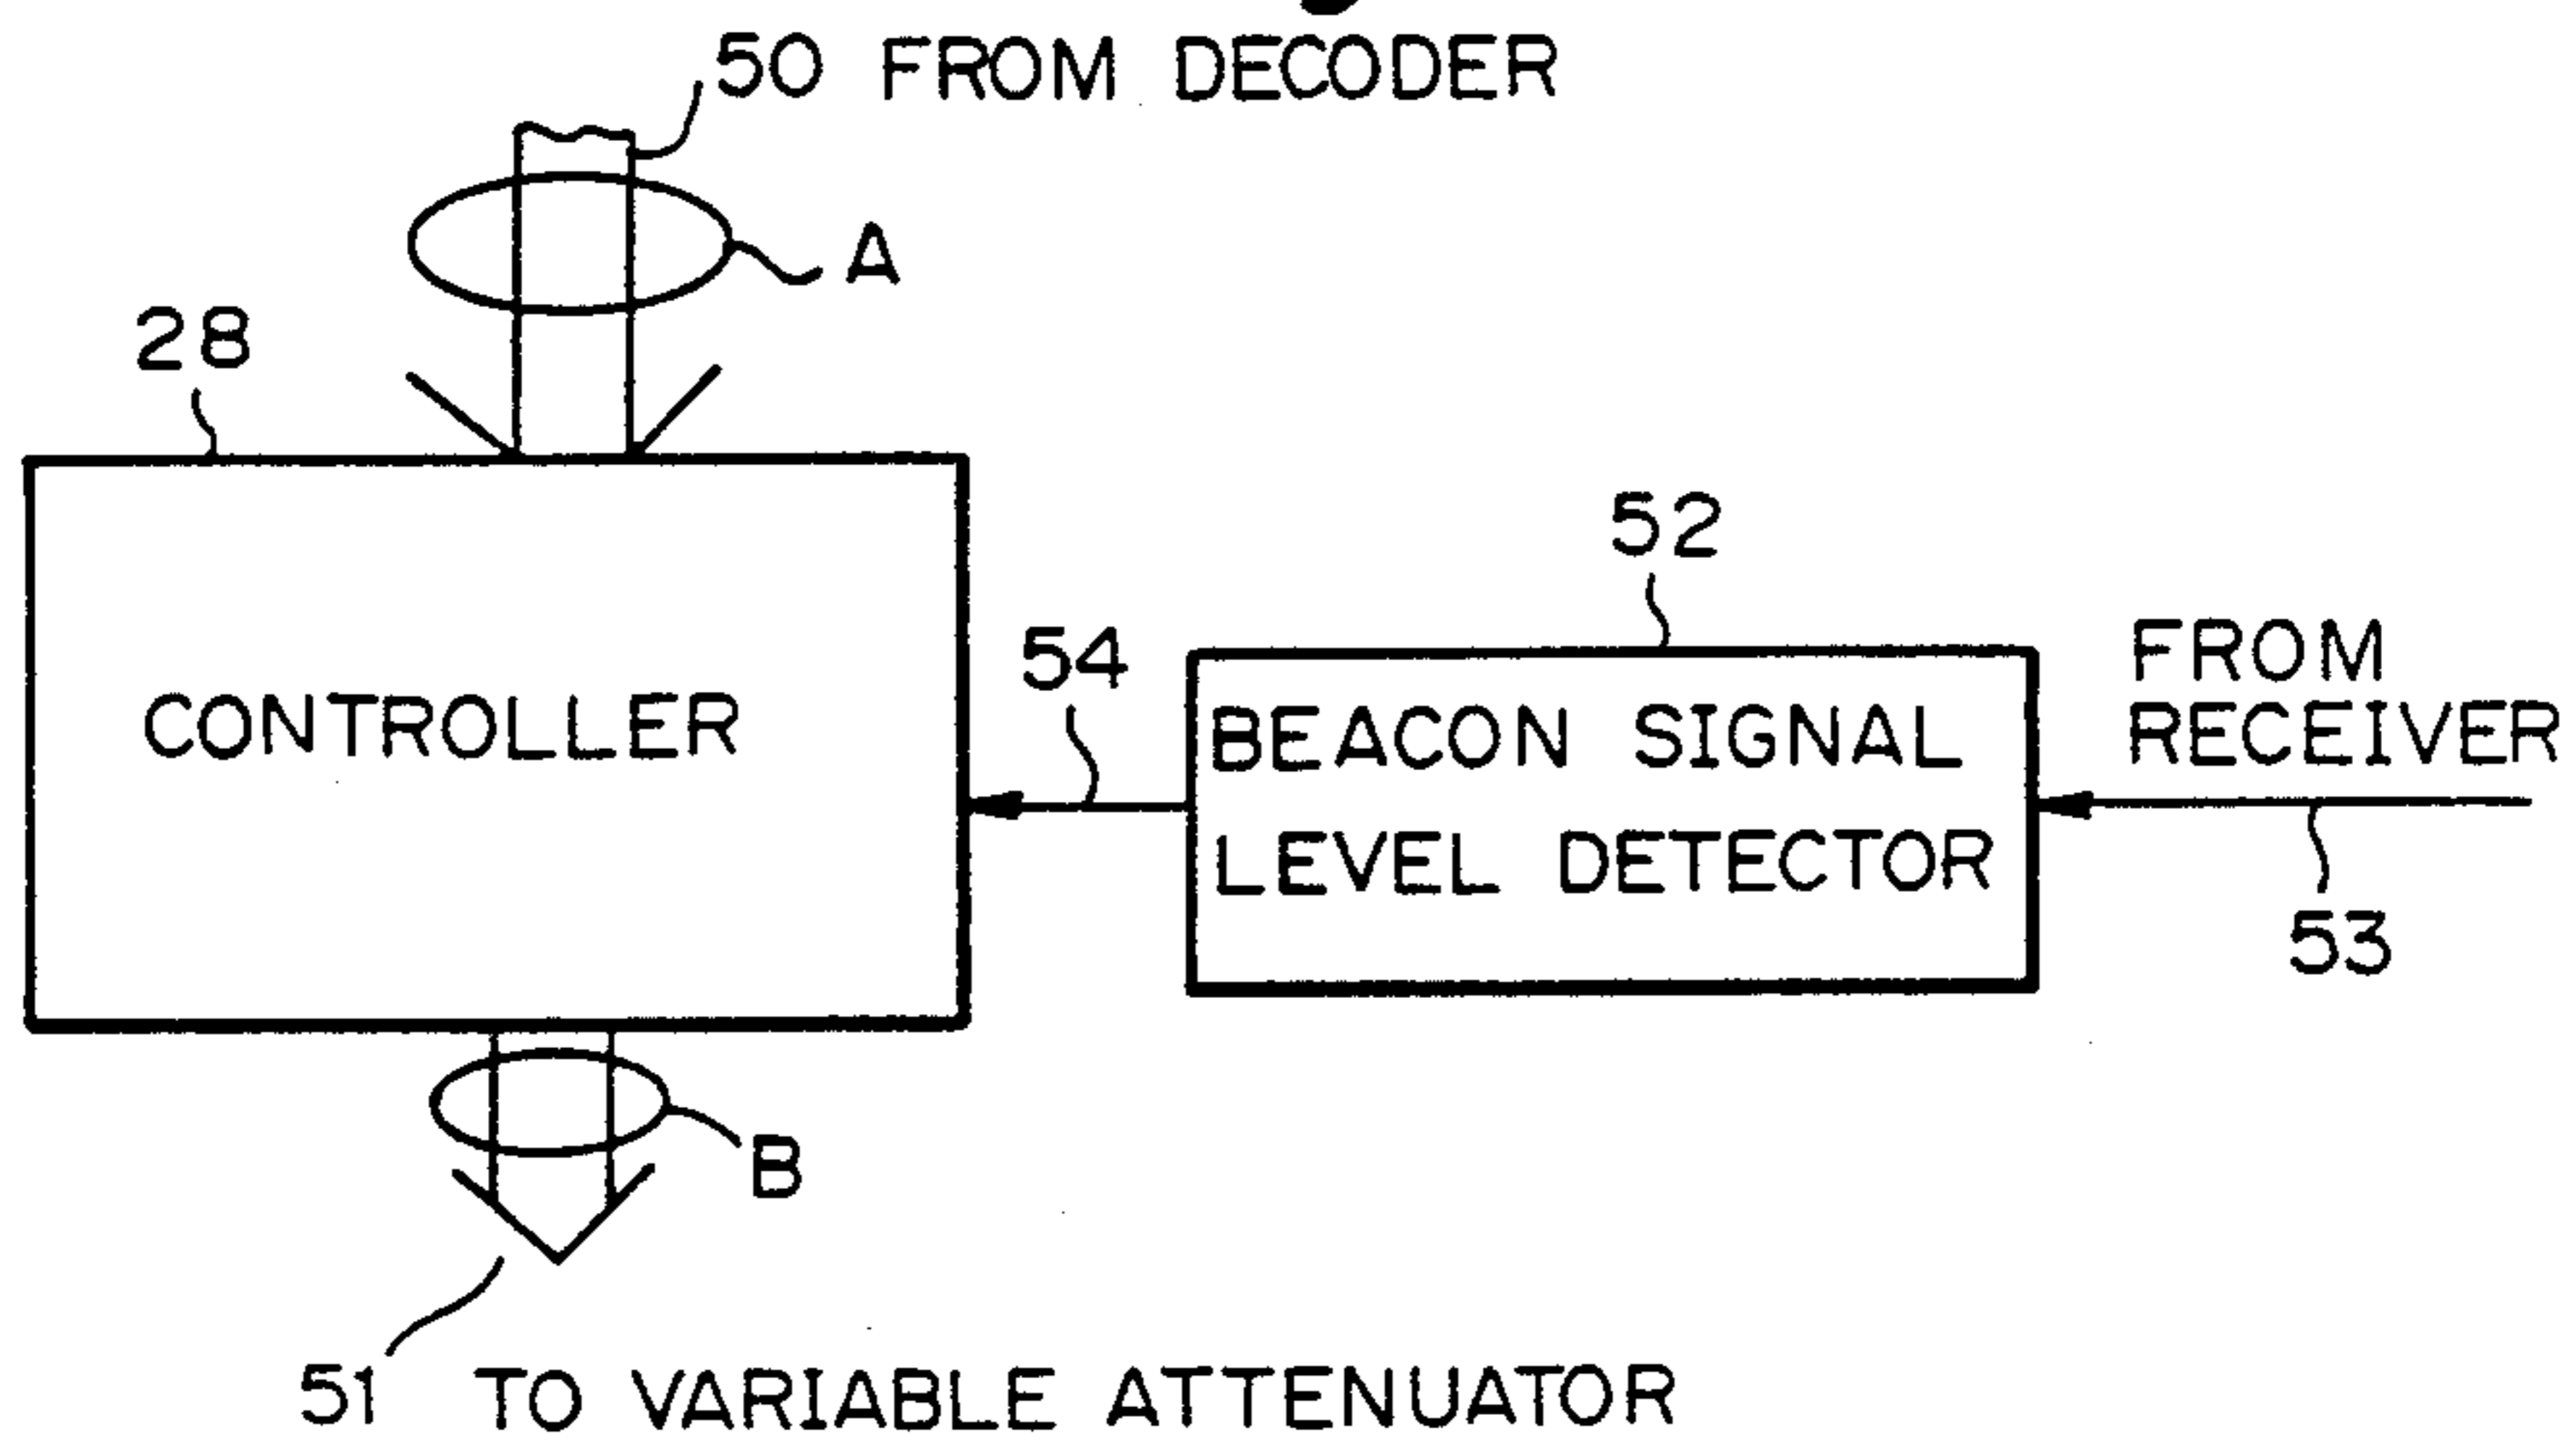 50 FROM DECODER
A
28
52
54
FROM
RECEIVER
CONTROLLER
BEACON SIGNAL
LEVEL DETECTOR
53
B
51 TO VARIABLE ATTENUATOR